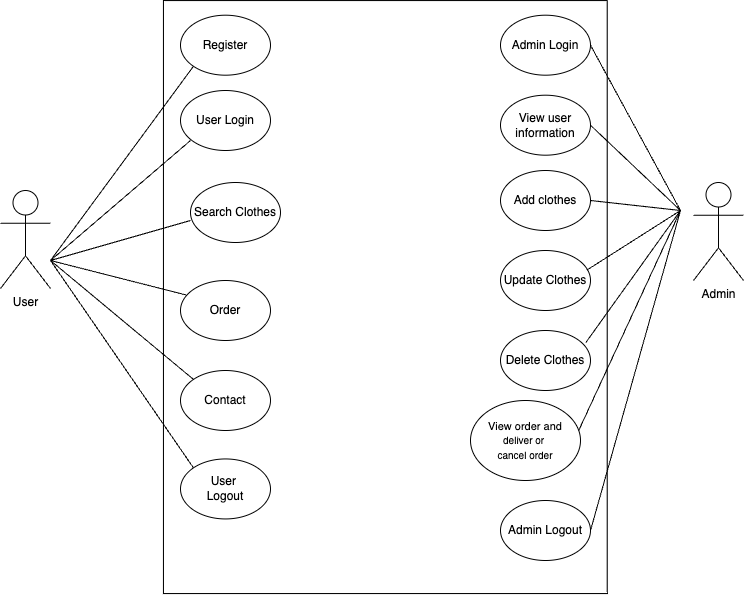 Register
User Login
Search Clothes
Order
Contact
User
Logout
User
Admin Login
View user
information
Add clothes
Update Clothes
Delete Clothes
View order and
deliver or
cancel order
Admin Logout
Admin